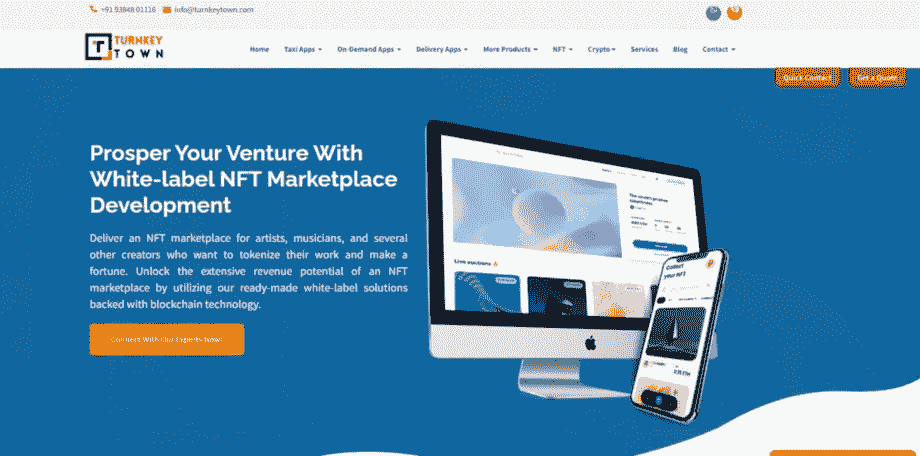 +91 93848 01116 info@turnkeytown.com
TURNKEY
TOWN
Home Taxi Apps On-Demand Apps Delivery Apps More Products NFT Crypto Services Blog Contact
Quick Contact Get a Quote
Prosper Your Venture With
White-label NFT Marketplace
Development
Deliver an NFT marketplace for artists, musicians, and several
other creators who want to tokenize their work and make a
fortune. Unlock the extensive revenue potential of an NFT
marketplace by utilizing our ready-made white-label solutions
backed with blockchain technology.
Connect With Our Experts Now!
Live auctions
Collect
your NFT